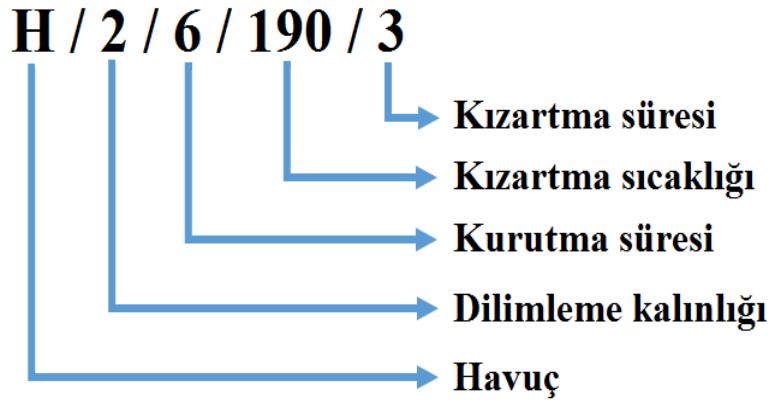 H / 2 / 6 / 190 / 3
Kızartma süresi
Kızartma sıcaklığı
Kurutma süresi
Dilimleme kalınlığı
Havuç